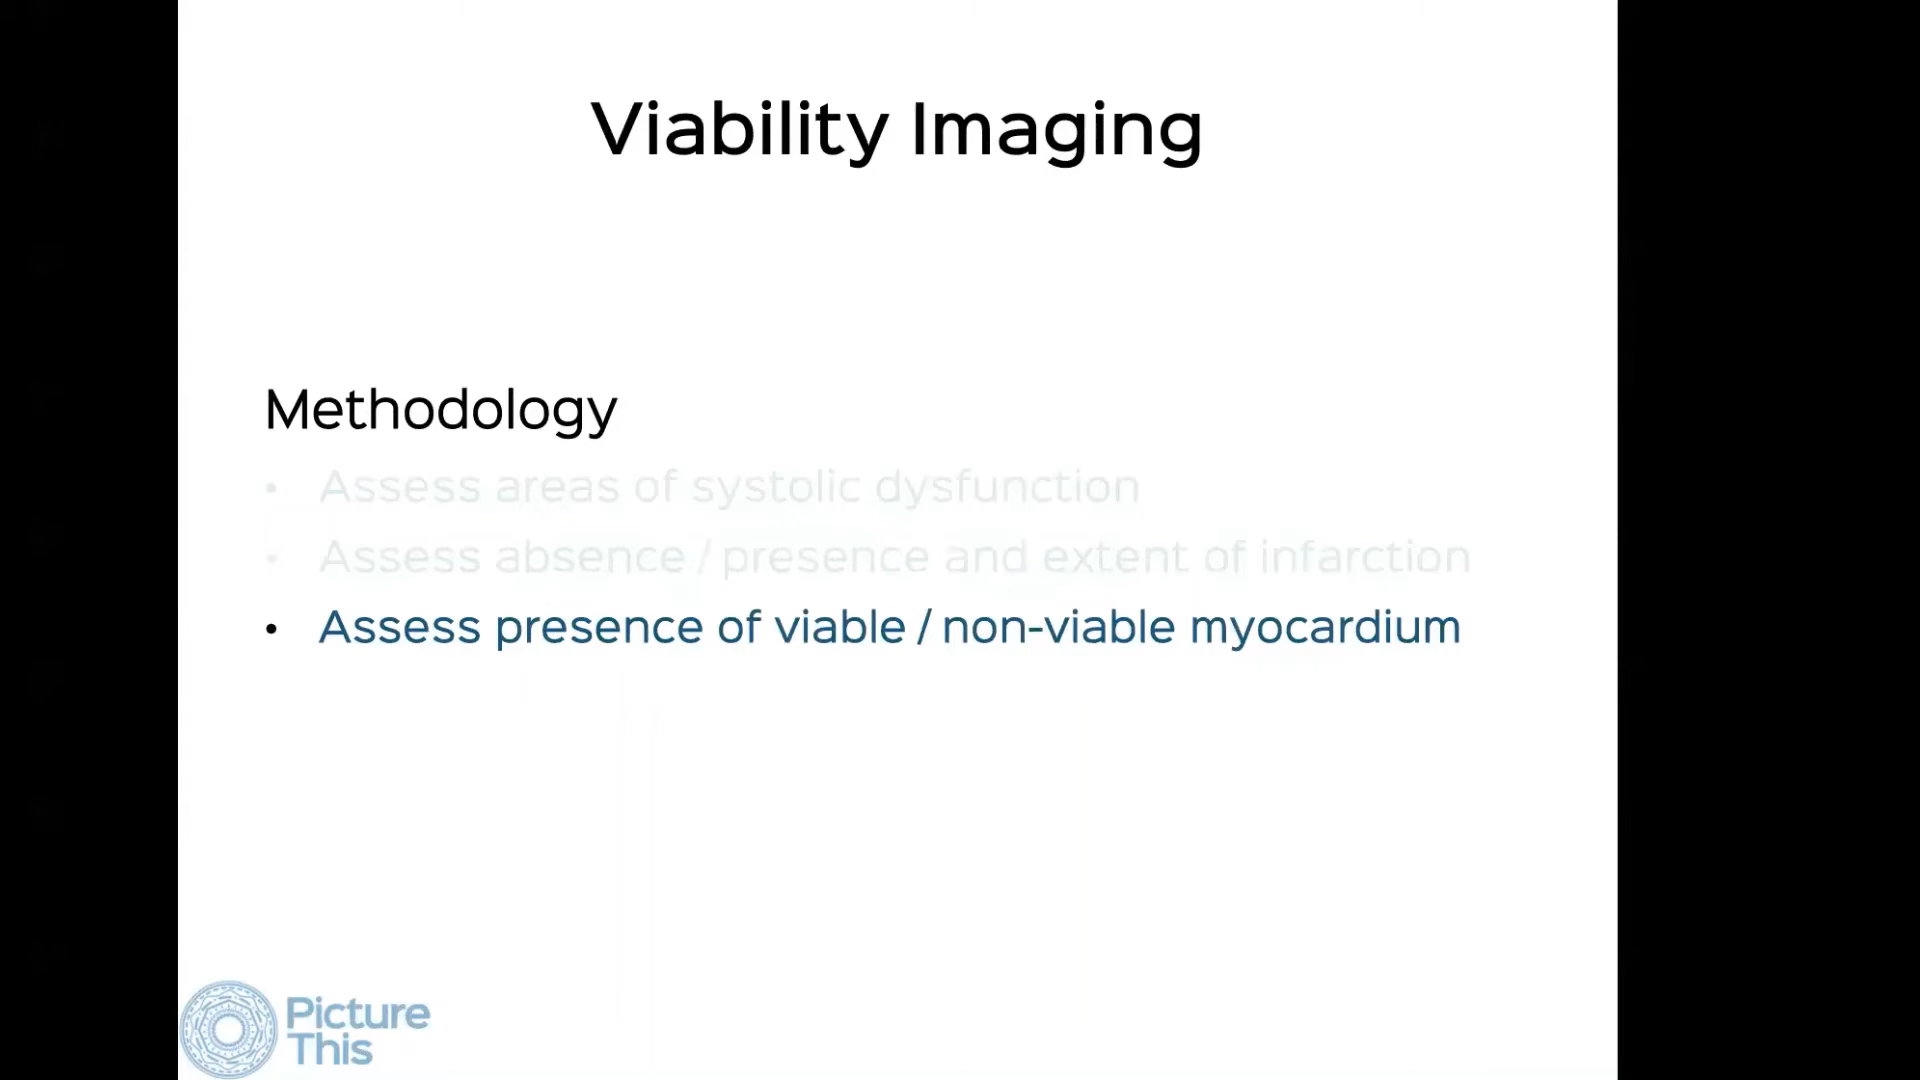 Viability Imaging
Methodology
• Assess areas of systolic dysfunction
• Assess absence / presence and extent of infarction
• Assess presence of viable / non-viable myocardium
Picture
This